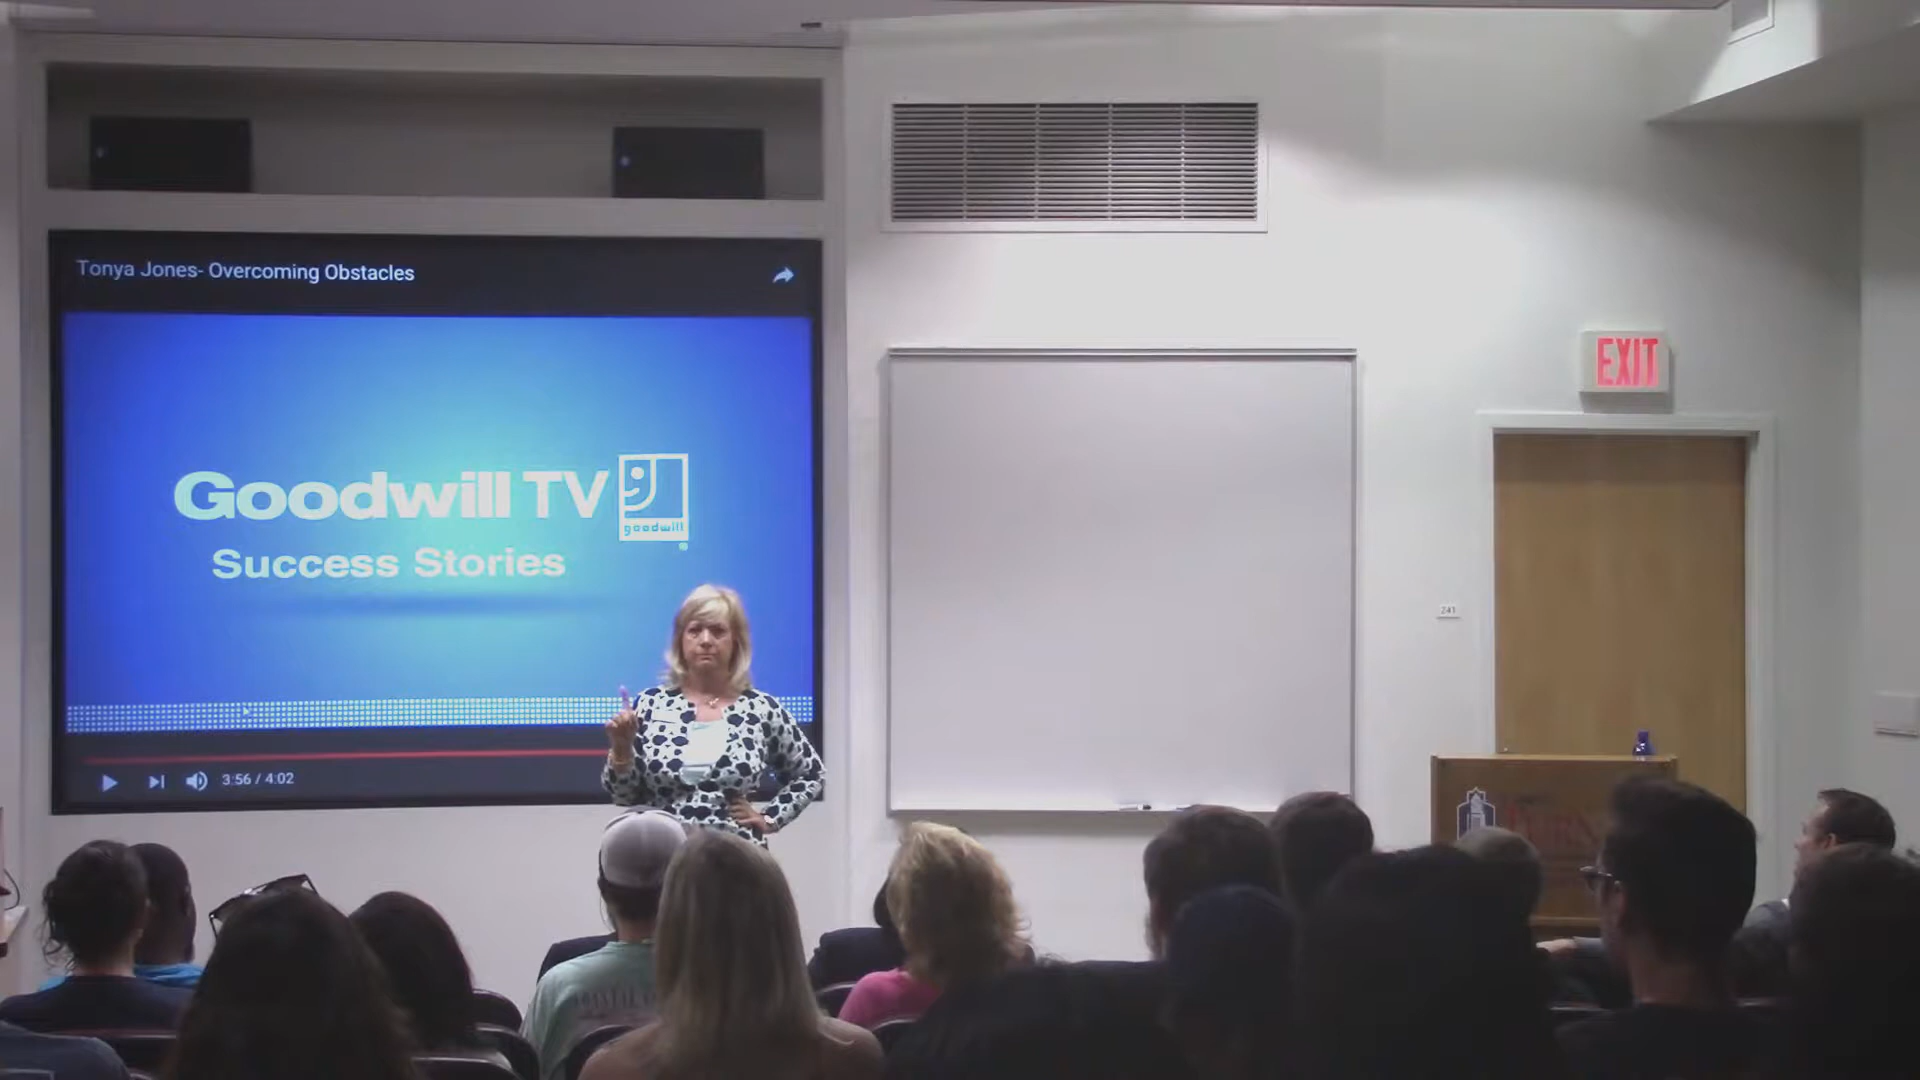 Tonya Jones- Overcoming Obstacles
Goodwill TV
goodwill
Success Stories
3:56 / 4:02
EXIT
241